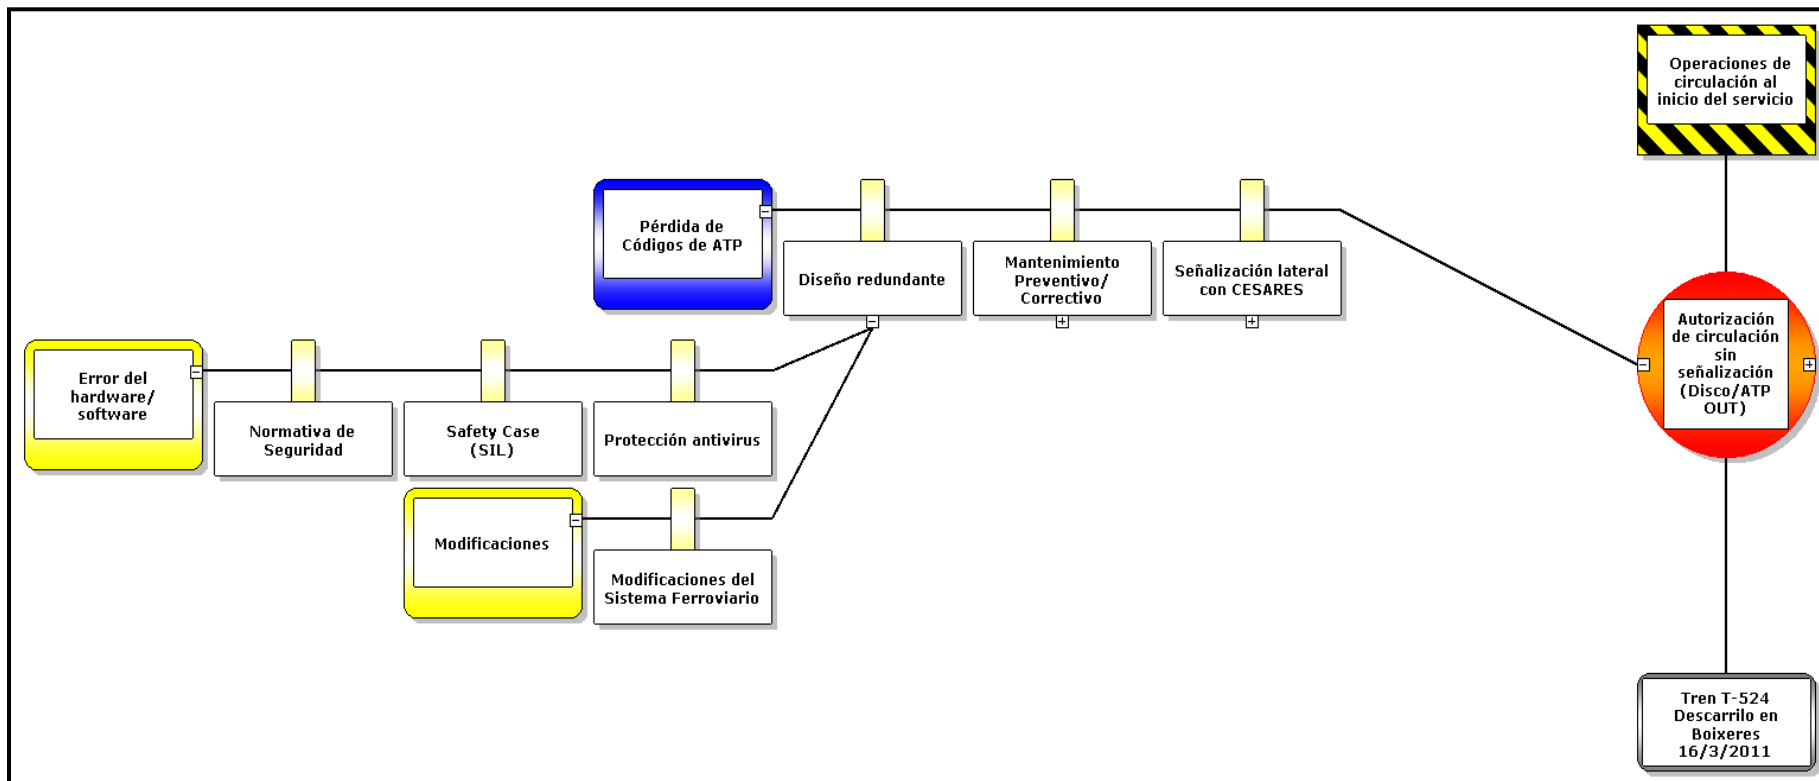 Operaciones de
circulación al
inicio del servicio
Pérdida de
Códigos de ATP
Diseño redundante
Mantenimiento
Preventivo/
Correctivo
Señalización lateral
con CESARES
Autorización
de circulación
sin
señalización
(Disco/ATP
OUT)
Error del
hardware/
software
Normativa de
Seguridad
Safety Case
(SIL)
Protección antivirus
Modificaciones
Modificaciones del
Sistema Ferroviario
Tren T-524
Descarrilo en
Boixeres
16/3/2011